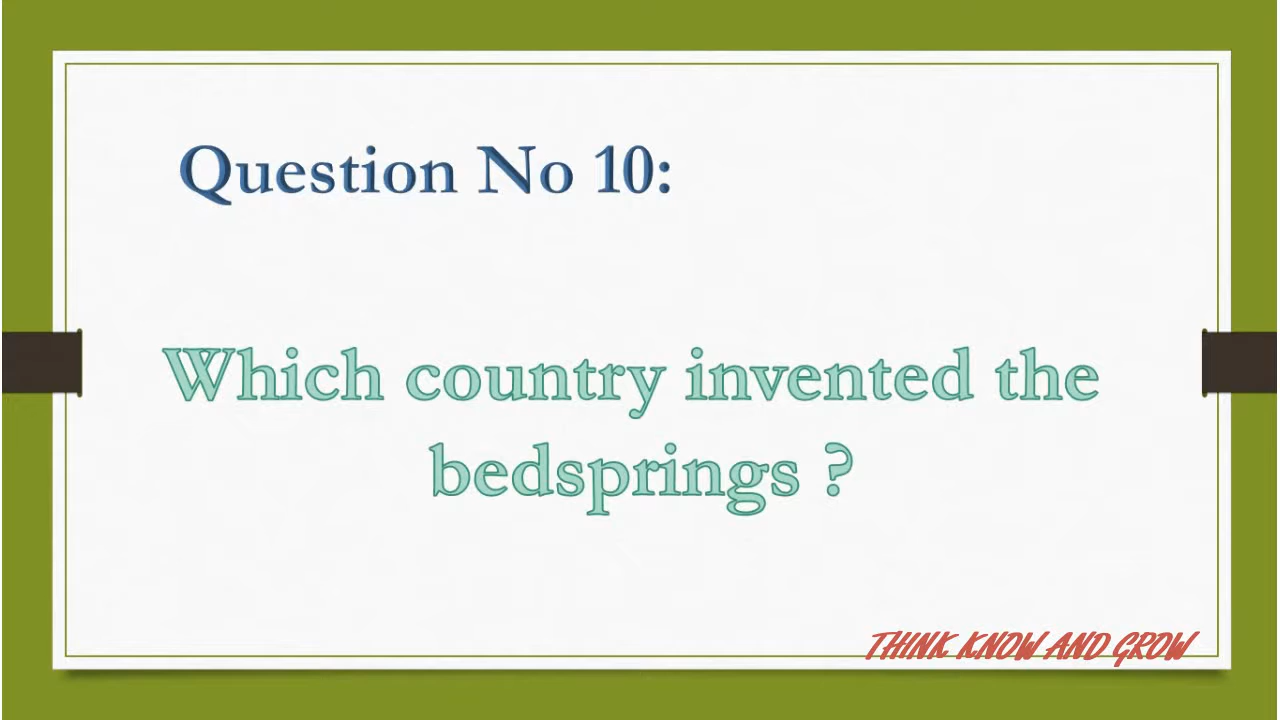 Question No 10:
Which country invented the
bedsprings ?
THINK KNOW AND GROW